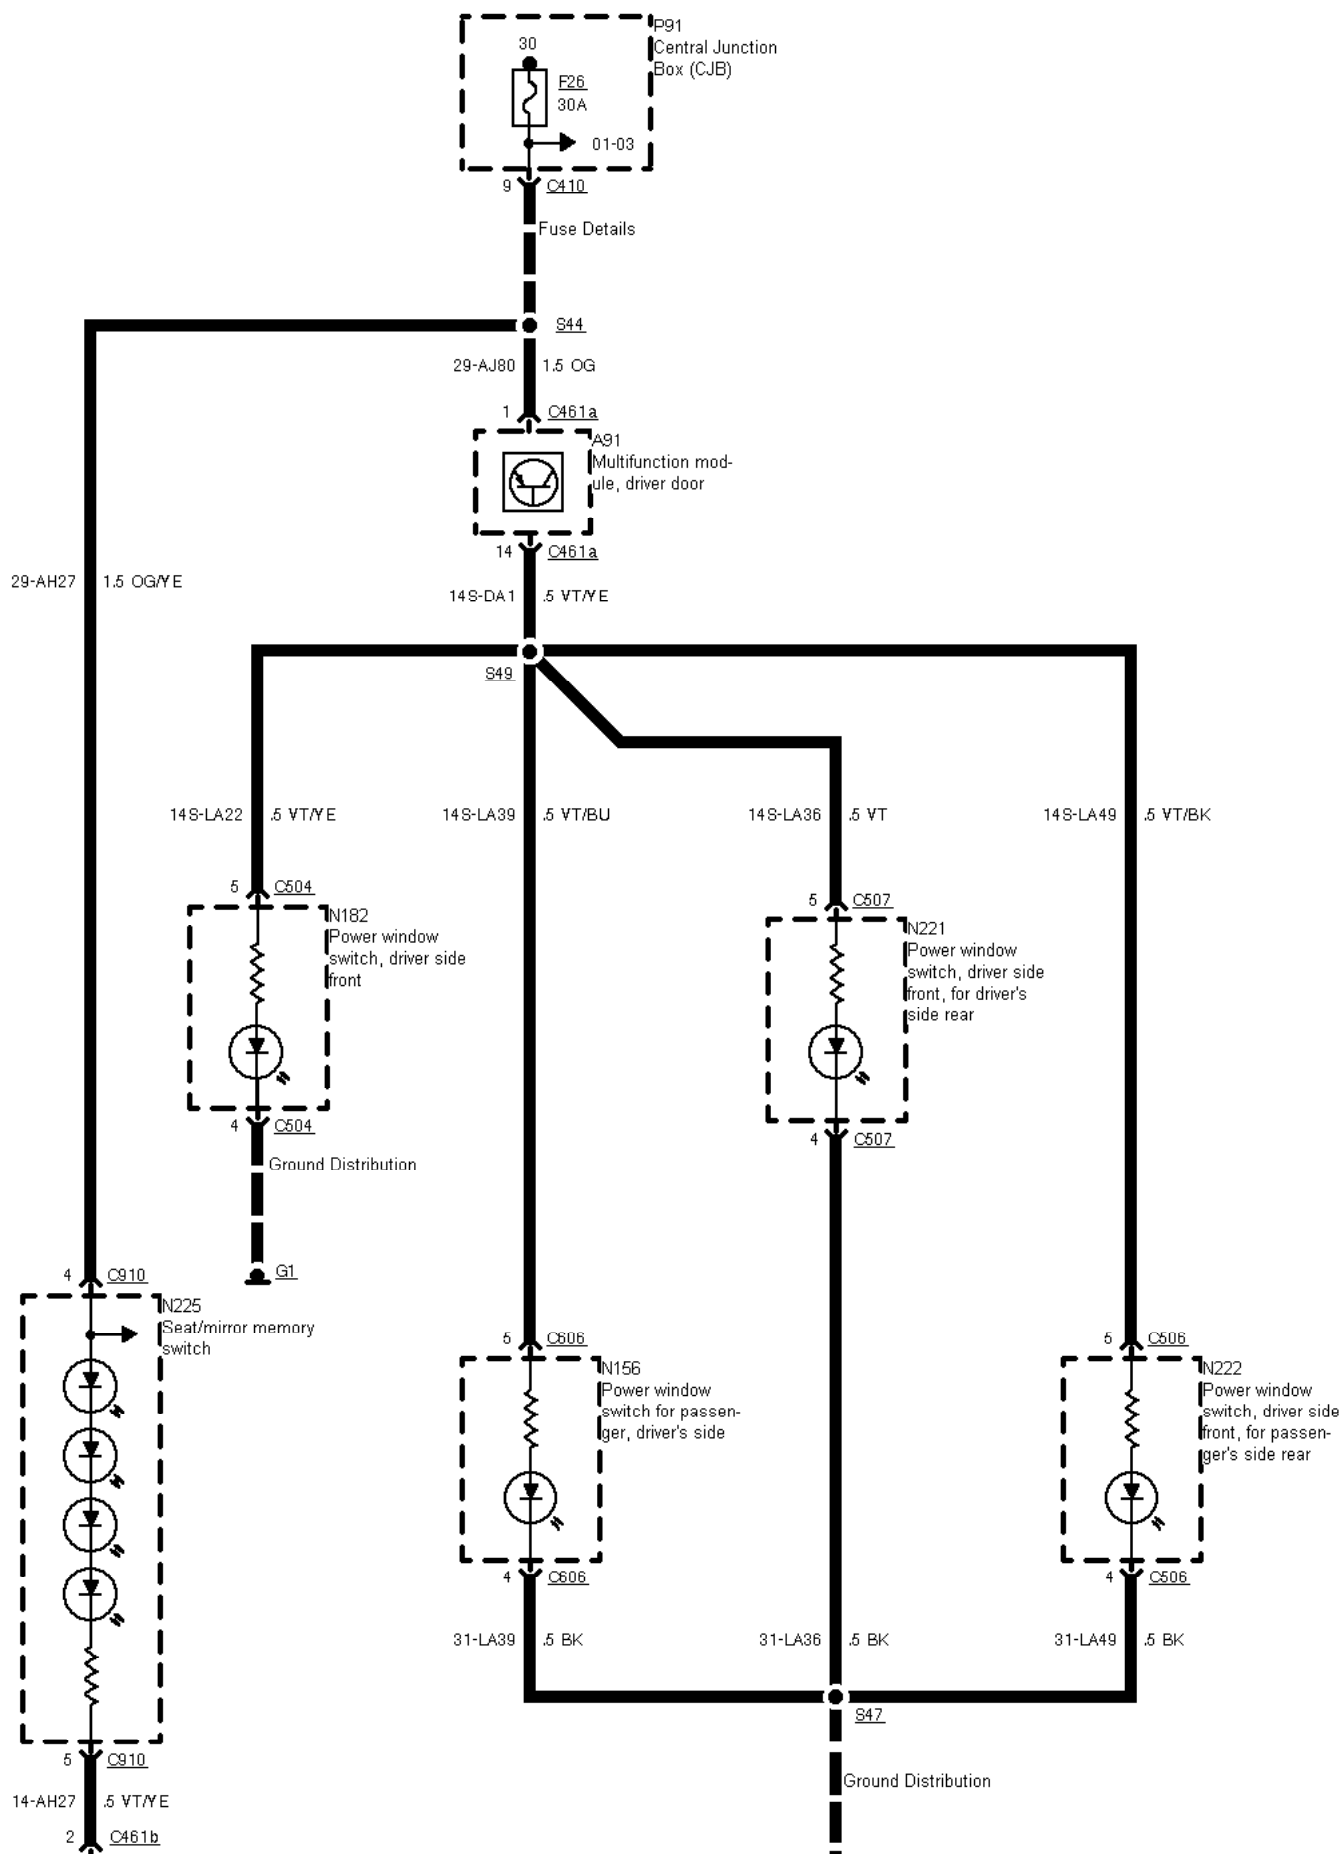 P91
Central Junction
Box (CJB)
30
F26
30A
01-03
9 C410
Fuse Details
S44
29-AJ80 1.5 OG
1 C461a
A91
Multifunction mod-
ule, driver door
14 C461a
29-AH27 1.5 OG/YE
14S-DA1 .5 VT/YE
S49
14S-LA22 .5 VT/YE
14S-LA39 .5 VT/BU
14S-LA36 .5 VT
14S-LA49 .5 VT/BK
5 C504
N182
Power window
switch, driver side
front
5 C507
N221
Power window
switch, driver side
front, for driver's
side rear
4 C504
4 C507
Ground Distribution
G1
4 C910
N225
Seat/mirror memory
switch
5 C606
N156
Power window
switch for passen-
ger, driver's side
5 C506
N222
Power window
switch, driver side
front, for passen-
ger's side rear
4 C606
4 C506
31-LA39 .5 BK
31-LA36 .5 BK
31-LA49 .5 BK
S47
5 C910
Ground Distribution
14-AH27 .5 VT/YE
2 C461b